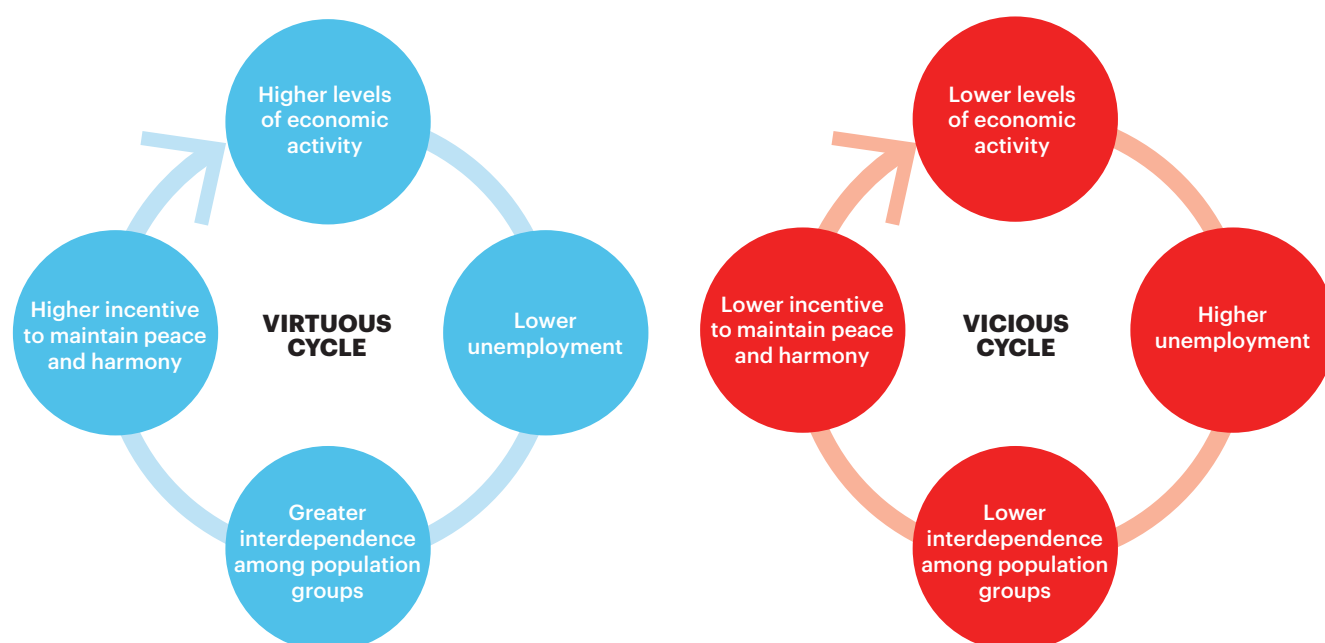 Higher levels
of economic
activity
Higher incentive
to maintain peace
and harmony
VIRTUOUS
CYCLE
Lower
unemployment
Greater
interdependence
among population
groups
Lower levels
of economic
activity
Lower incentive
to maintain peace
and harmony
VICIOUS
CYCLE
Higher
unemployment
Lower
interdependence
among population
groups